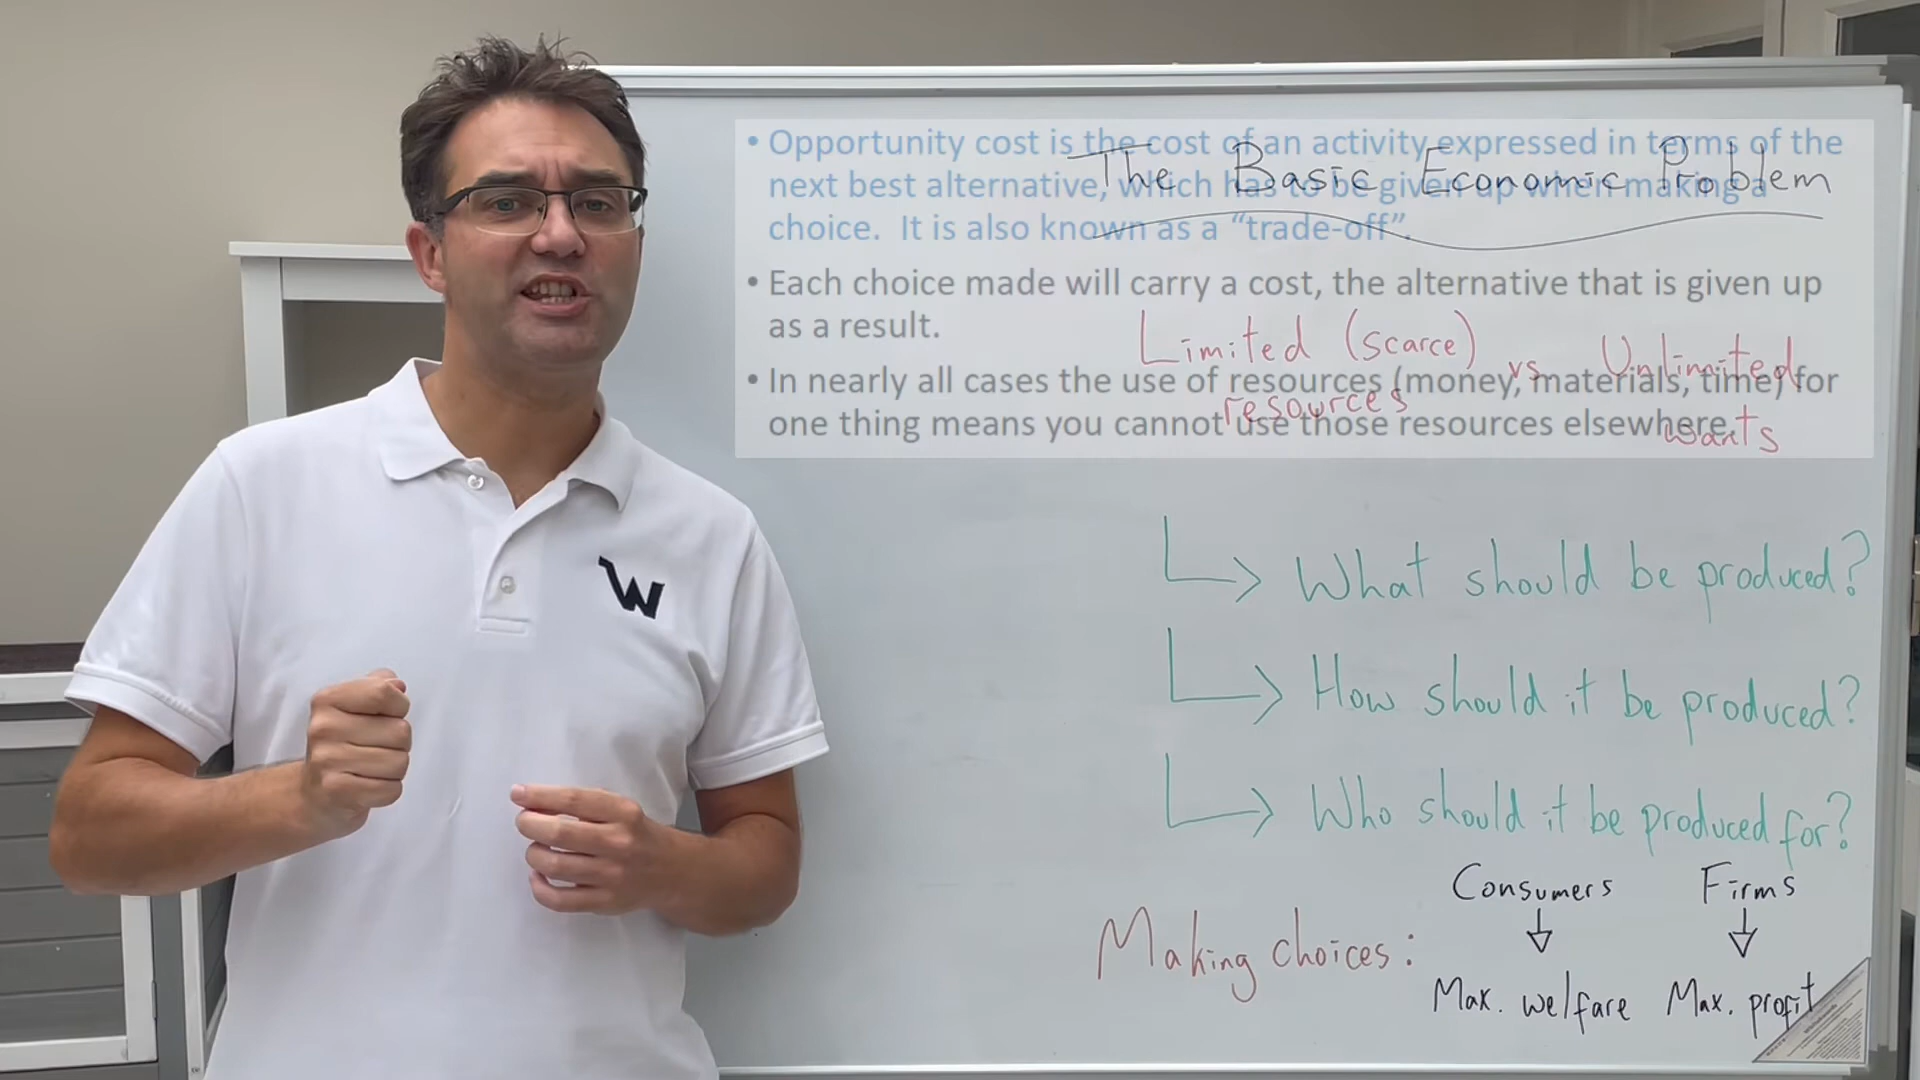 • Opportunity cost is the cost of an activity expressed in terms of the
next best alternative, which has to be given up when making a
choice. It is also known as a “trade-off”.
• Each choice made will carry a cost, the alternative that is given up
as a result.
• In nearly all cases the use of resources (money, materials, time) for
one thing means you cannot use those resources elsewhere.
The Basic Economic Problem
Limited (scarce) vs Unlimited
resources wants
What should be produced?
How should it be produced?
Who should it be produced for?
Consumers Firms
Making choices:
Max. welfare Max. profit
W